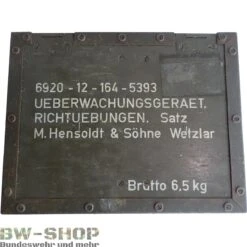 6920-12-164-5393
UEBERWACHUNGSGERAET,
RICHTUEBUNGEN, Satz
M.Hensoldt & Söhne Wetzlar
Brutto 6,5 kg
BW-SHOP
Bundeswehr und mehr